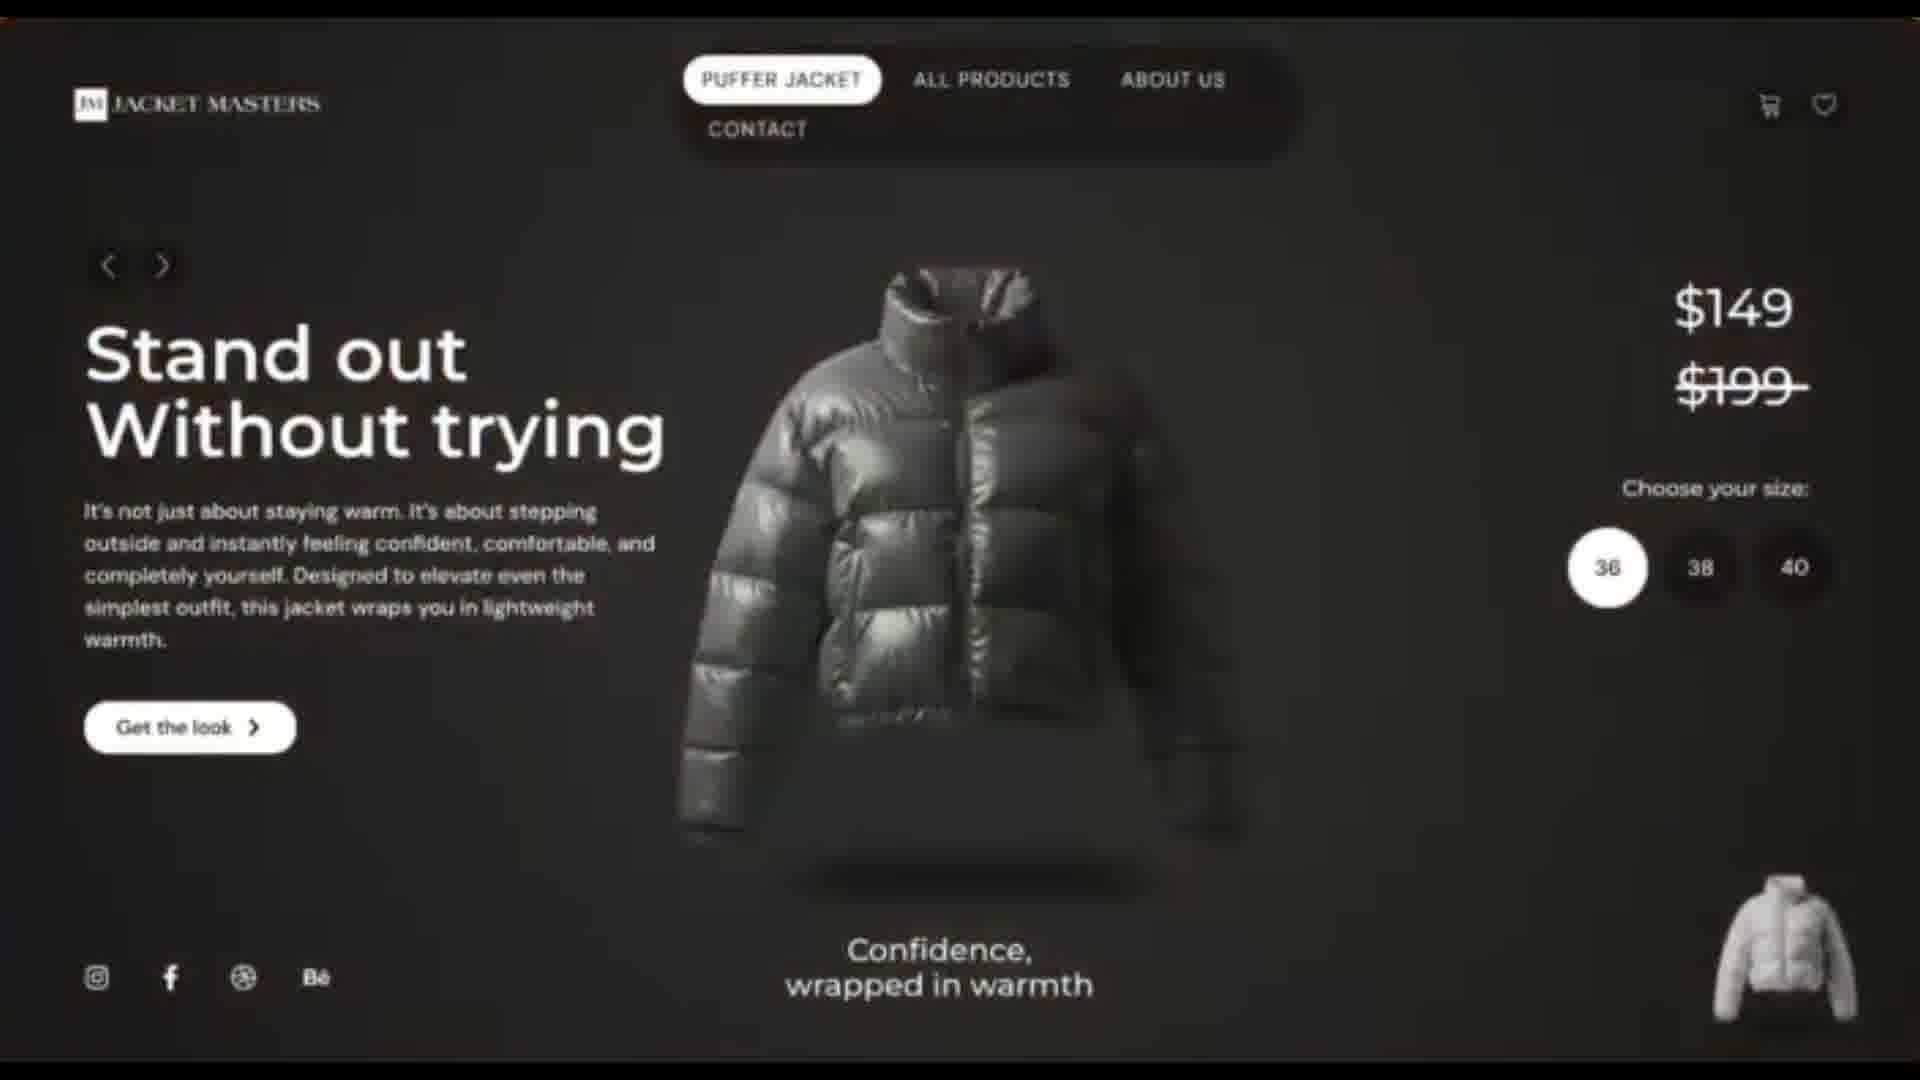 JM JACKET MASTERS
PUFFER JACKET ALL PRODUCTS ABOUT US
CONTACT
Stand out
Without trying
It's not just about staying warm. It's about stepping
outside and instantly feeling confident, comfortable, and
completely yourself. Designed to elevate even the
simplest outfit, this jacket wraps you in lightweight
warmth.
Get the look
$149
$199
Choose your size:
36 38 40
Confidence,
wrapped in warmth
Bē